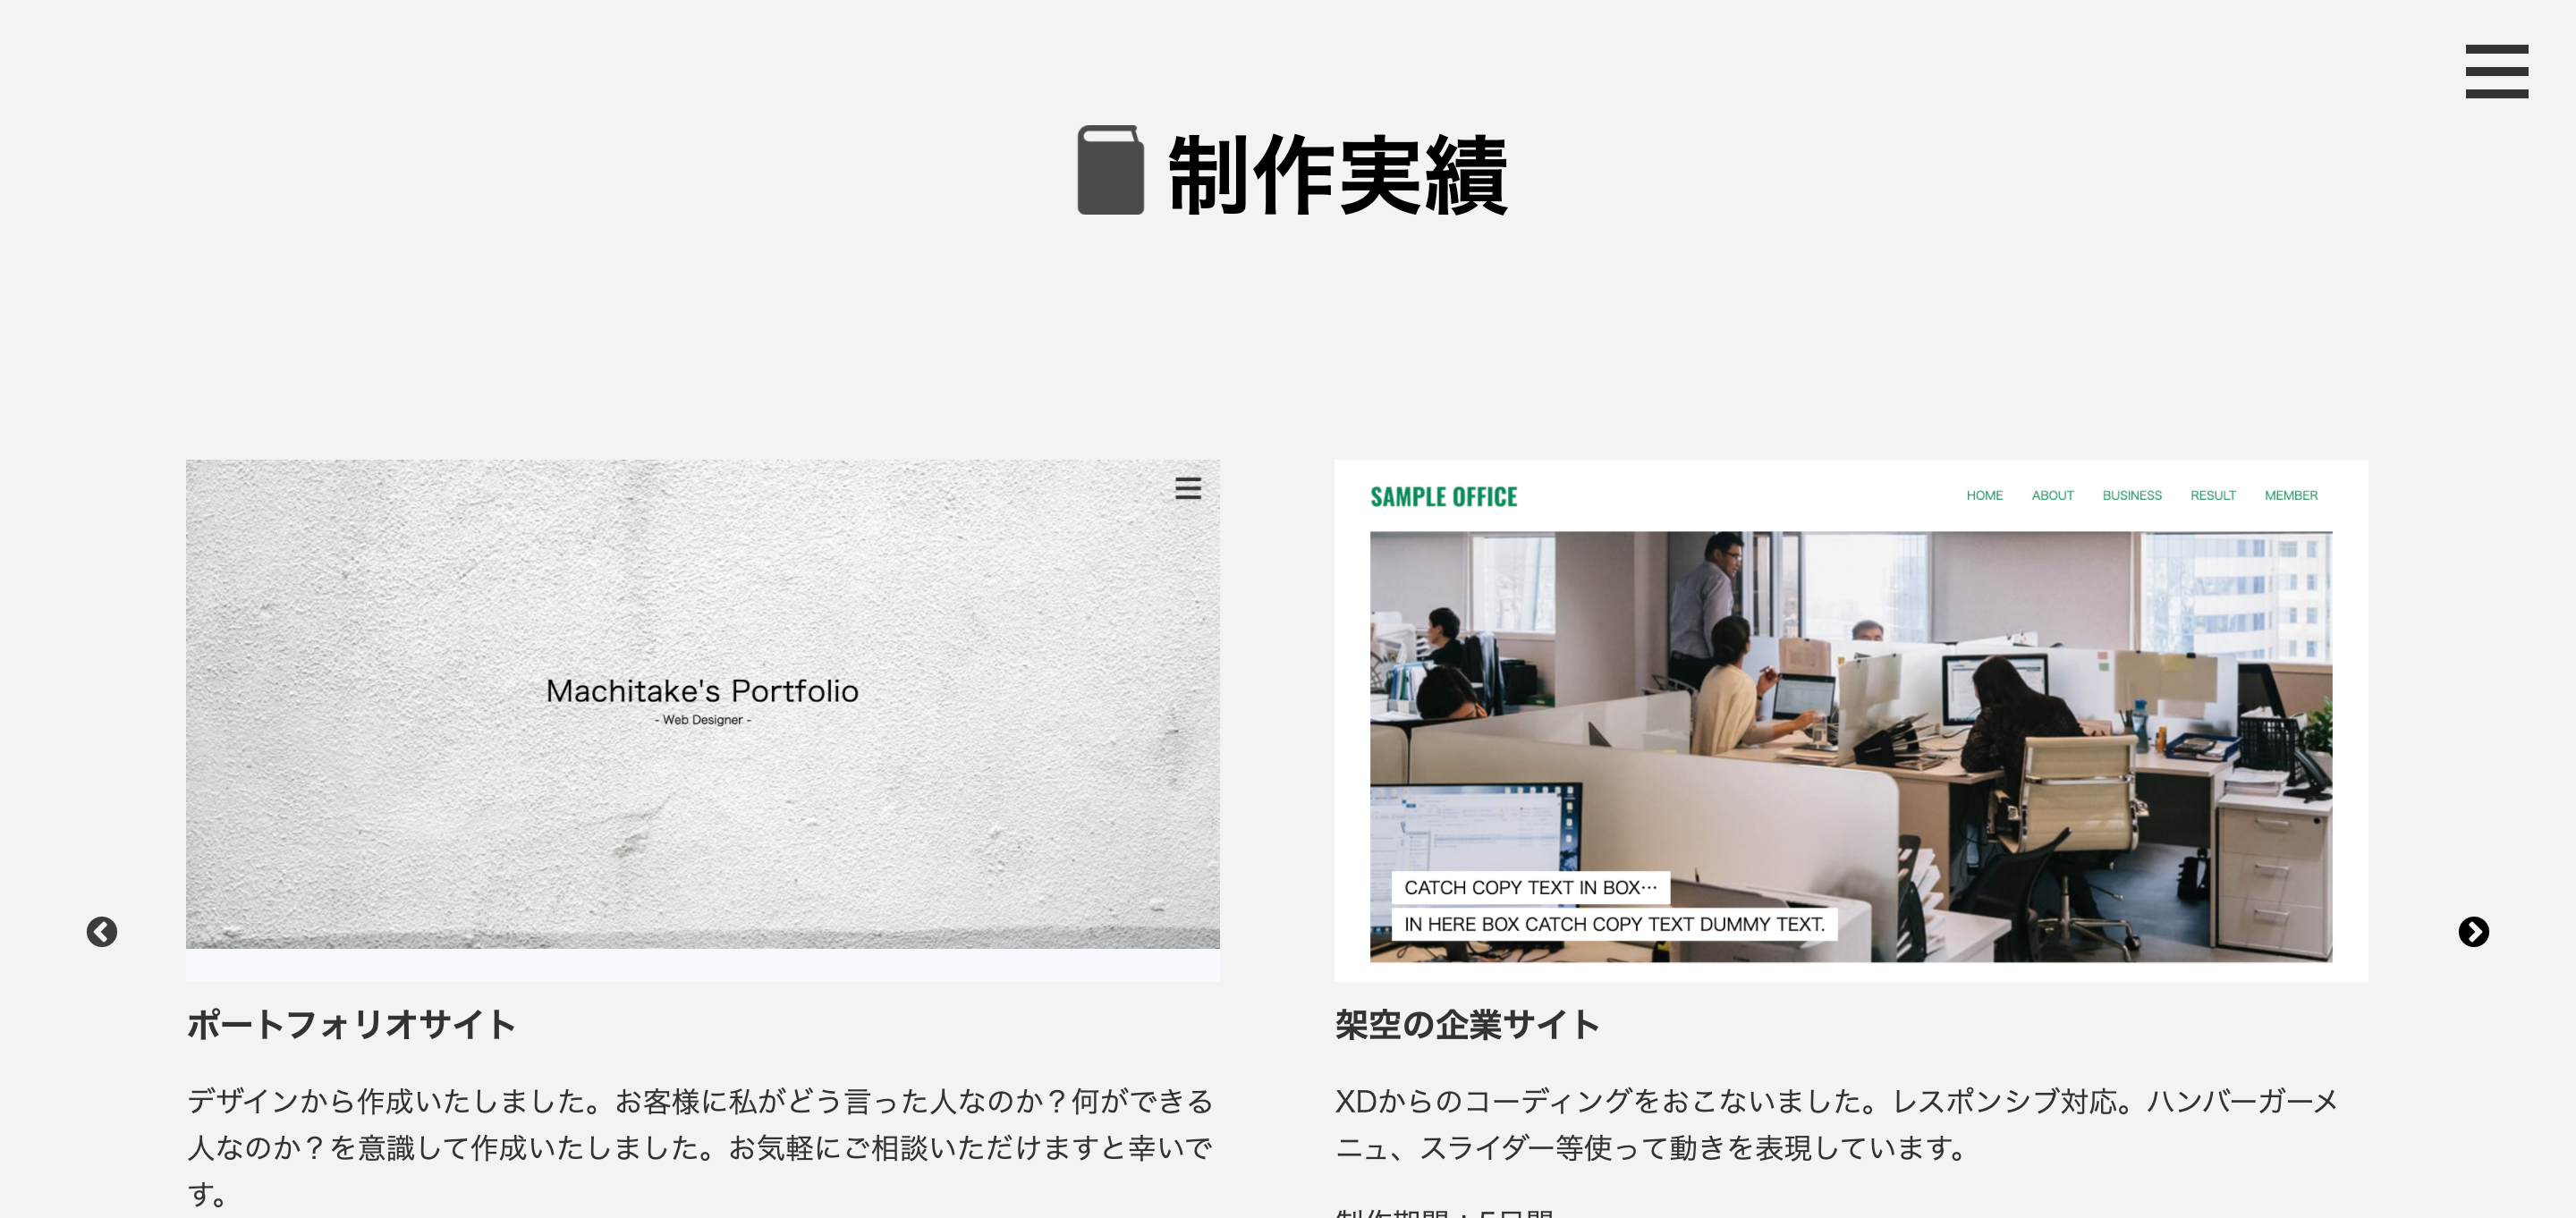 制作実績
Machitake's Portfolio
- Web Designer -
ポートフォリオサイト
デザインから作成いたしました。お客様に私がどう言った人なのか？何ができる
人なのか？を意識して作成いたしました。お気軽にご相談いただけますと幸いで
す。
SAMPLE OFFICE
HOME ABOUT BUSINESS RESULT MEMBER
CATCH COPY TEXT IN BOX…
IN HERE BOX CATCH COPY TEXT DUMMY TEXT.
架空の企業サイト
XDからのコーディングをおこないました。レスポンシブ対応。ハンバーガーメ
ニュ、スライダー等使って動きを表現しています。
制作期間：5日間